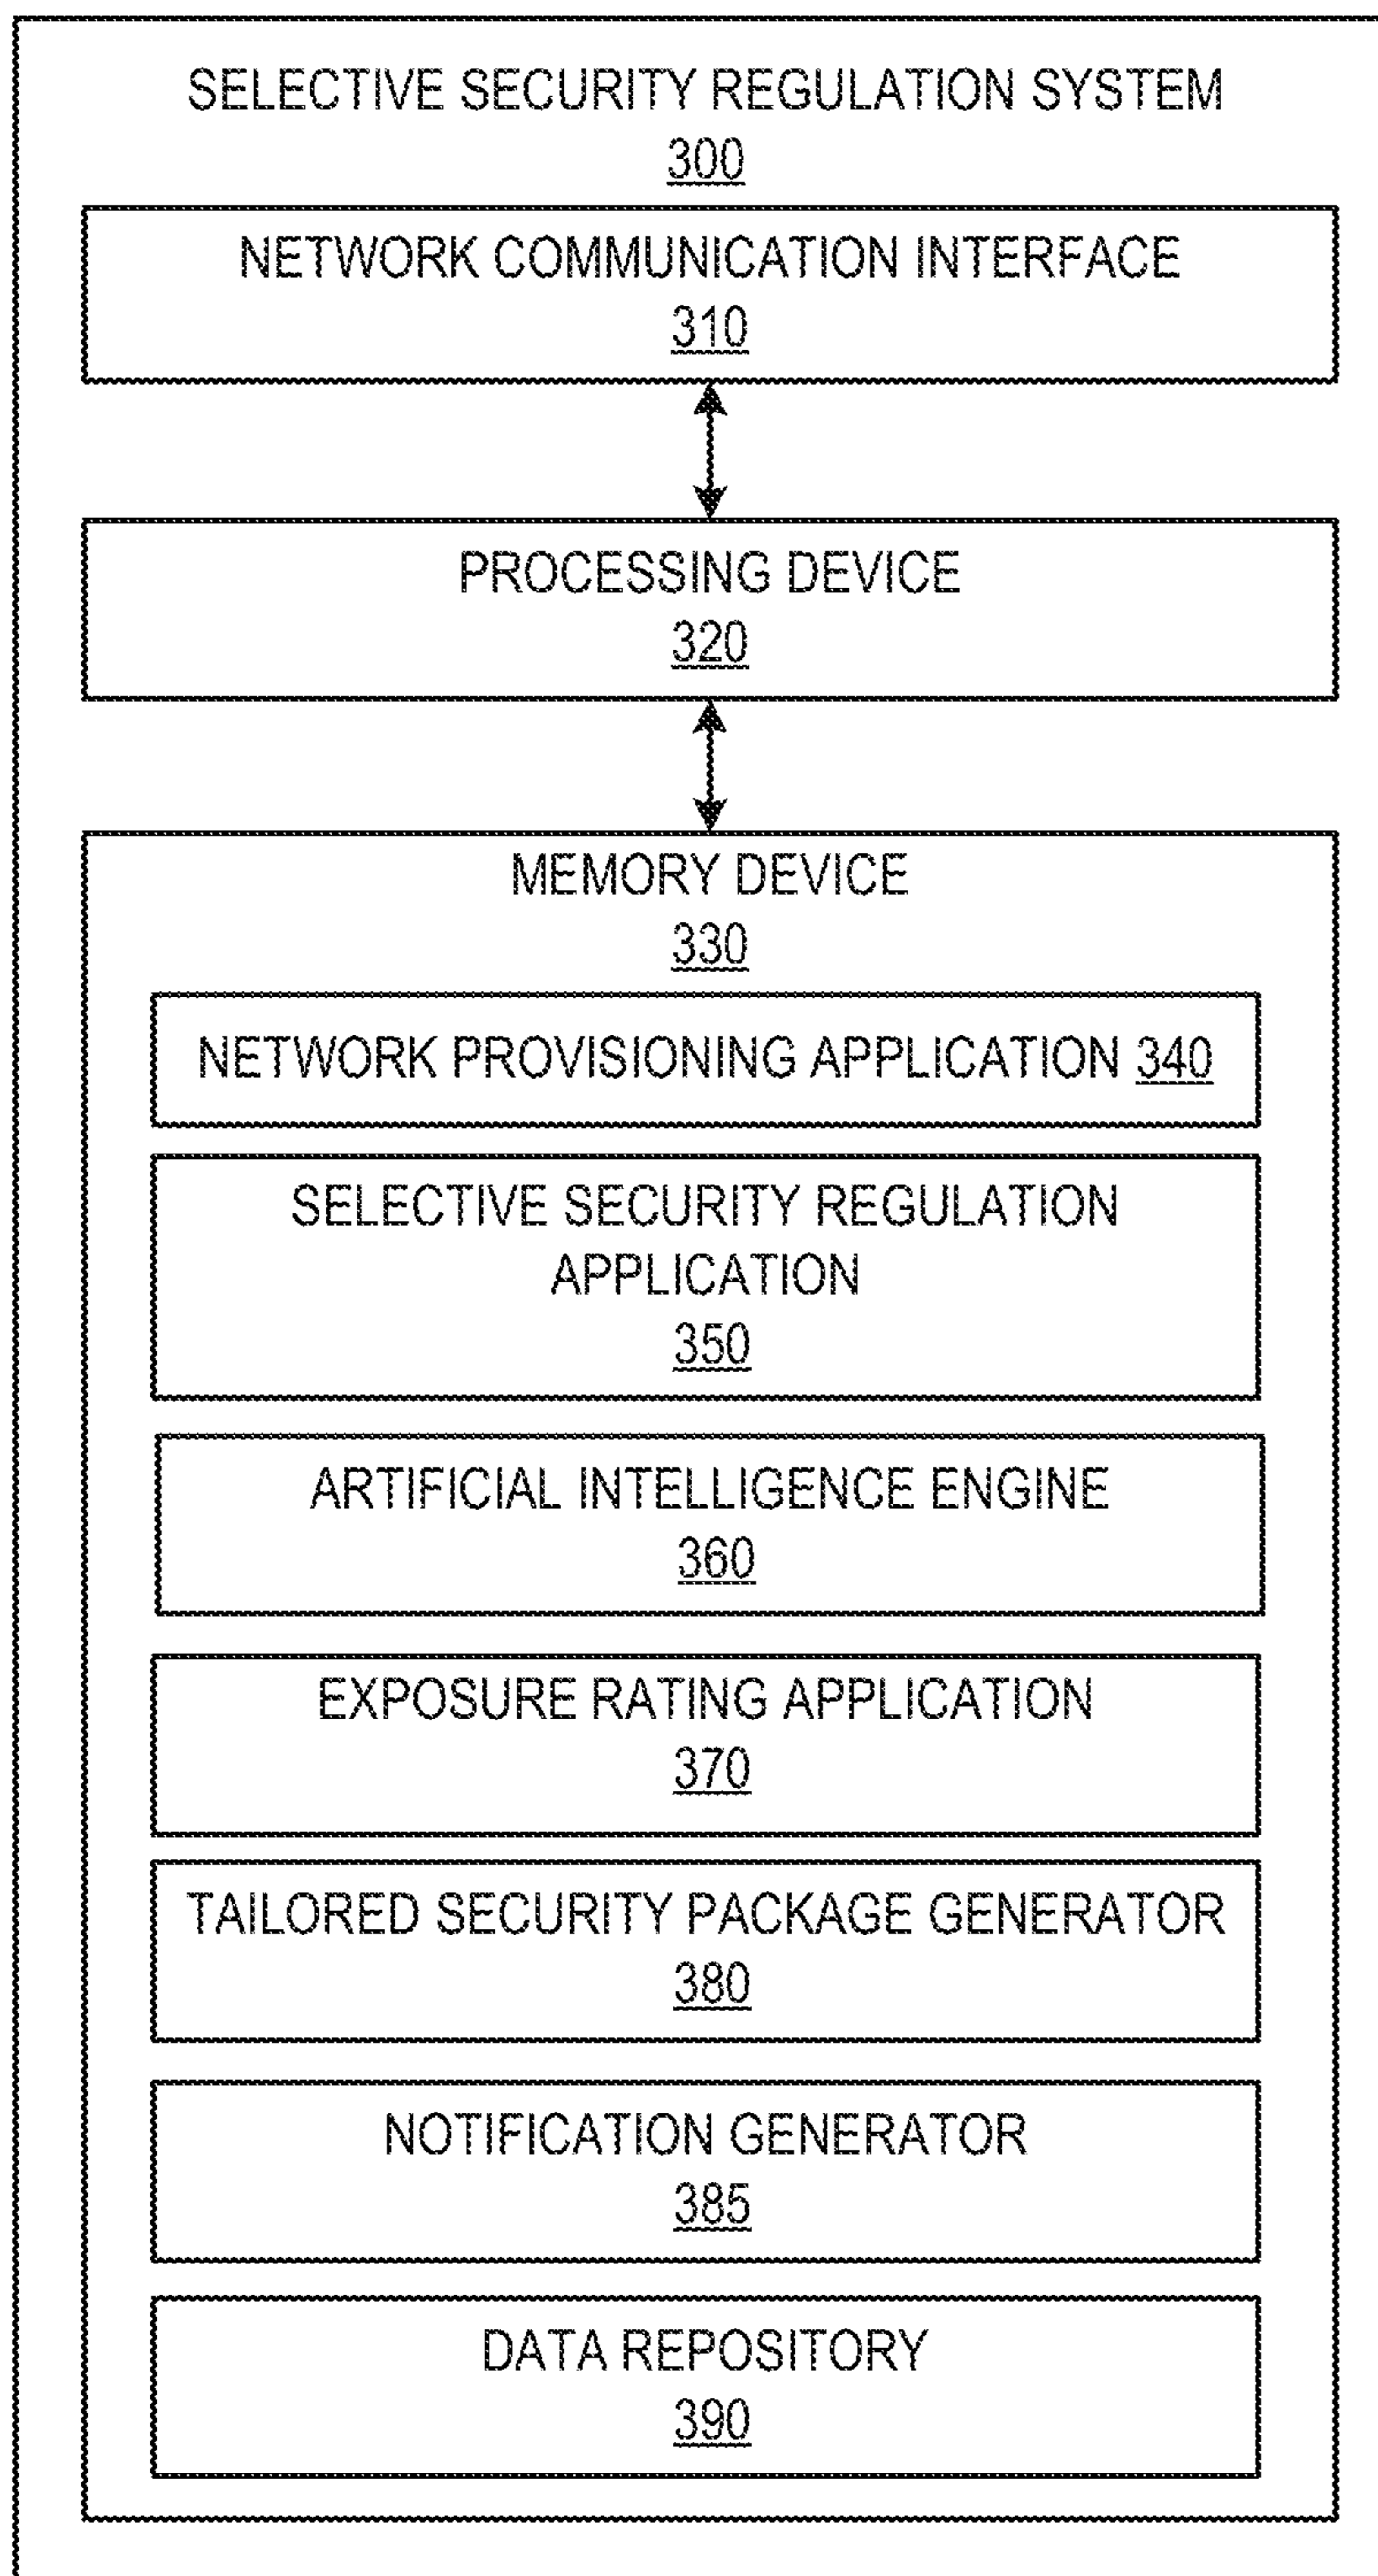 SELECTIVE SECURITY REGULATION SYSTEM
300
NETWORK COMMUNICATION INTERFACE
310
PROCESSING DEVICE
320
MEMORY DEVICE
330
NETWORK PROVISIONING APPLICATION 340
SELECTIVE SECURITY REGULATION
APPLICATION
350
ARTIFICIAL INTELLIGENCE ENGINE
360
EXPOSURE RATING APPLICATION
370
TAILORED SECURITY PACKAGE GENERATOR
380
NOTIFICATION GENERATOR
385
DATA REPOSITORY
390